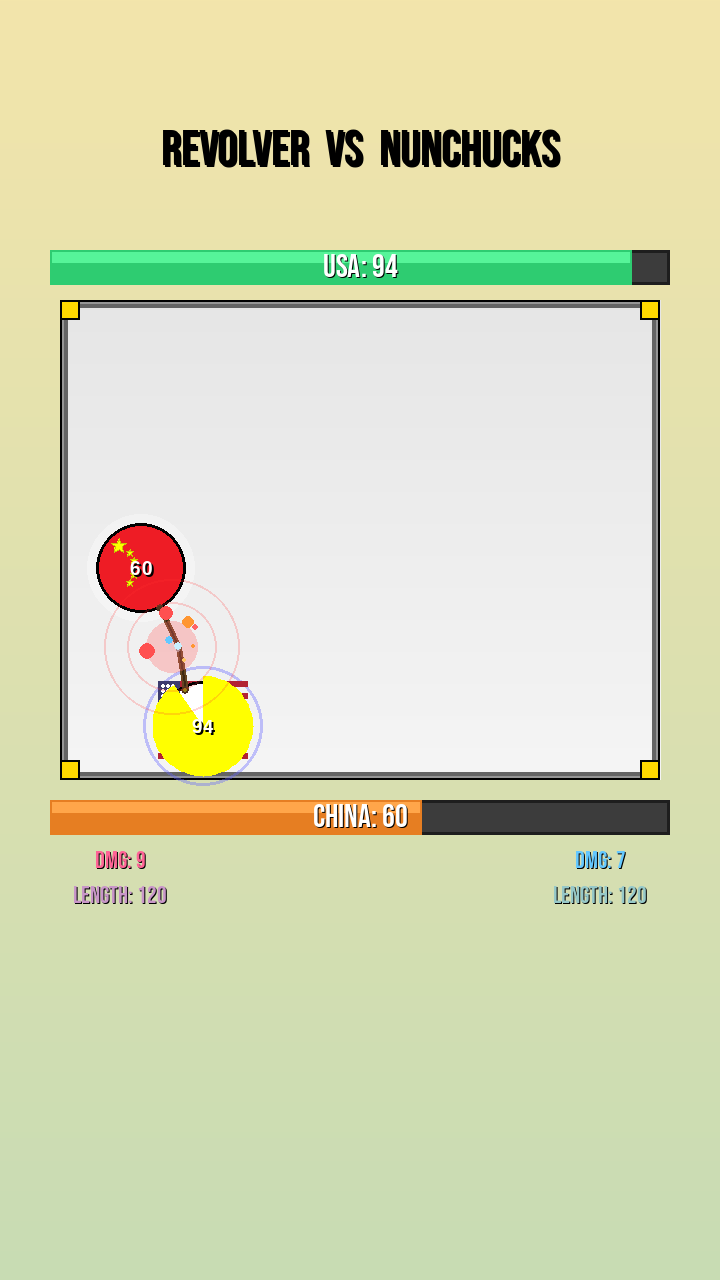 REVOLVER VS NUNCHUCKS
USA: 94
60
94
CHINA: 60
DMG: 9
DMG: 7
LENGTH: 120
LENGTH: 120